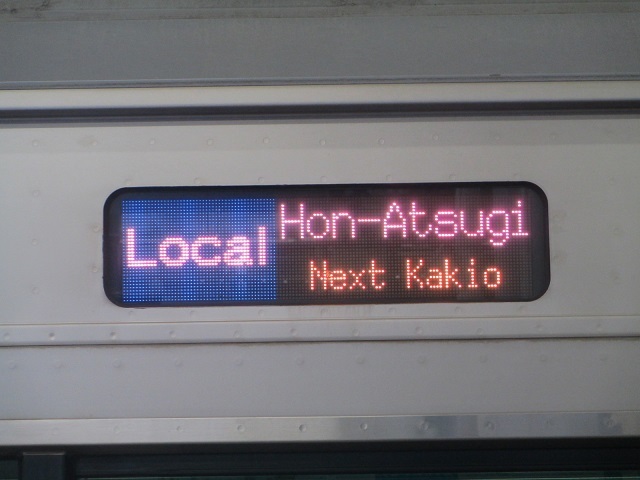 Local
Hon-Atsugi
Next Kakio